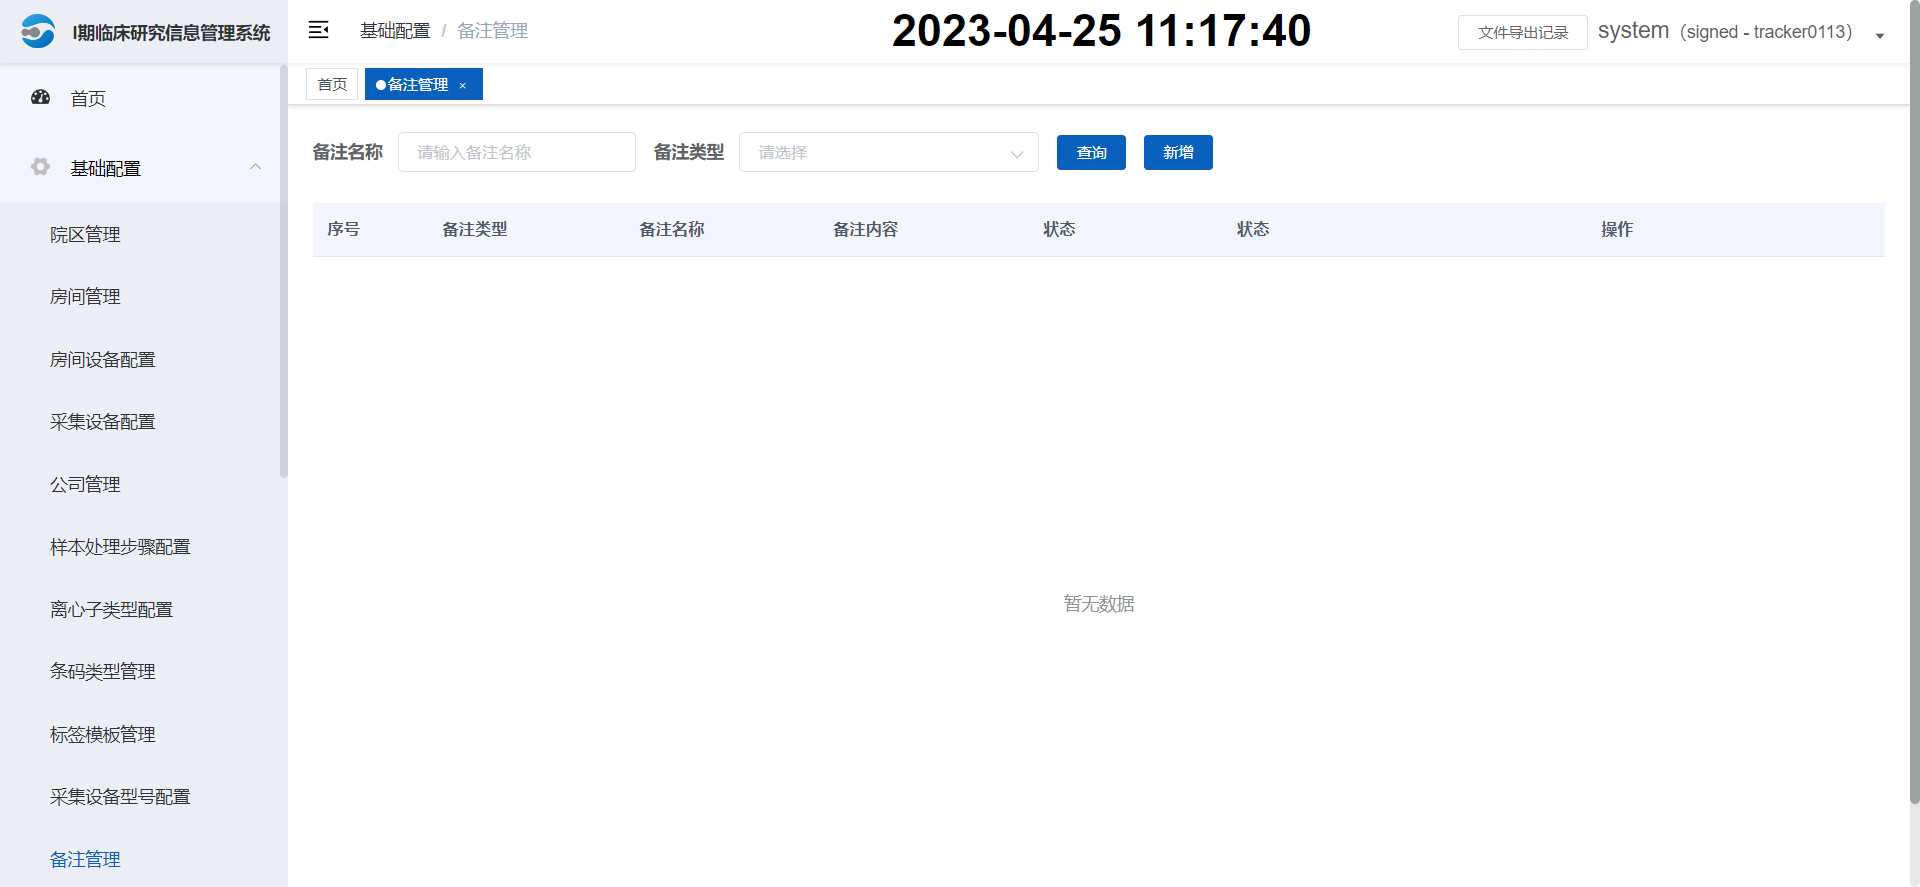 I期临床研究信息管理系统
基础配置 / 备注管理
2023-04-25 11:17:40
文件导出记录
system（signed - tracker0113）
首页
备注管理 ×
首页
基础配置
院区管理
房间管理
房间设备配置
采集设备配置
公司管理
样本处理步骤配置
离心子类型配置
条码类型管理
标签模板管理
采集设备型号配置
备注管理
备注名称 请输入备注名称 备注类型 请选择 查询 新增
序号 备注类型 备注名称 备注内容 状态 状态 操作
暂无数据